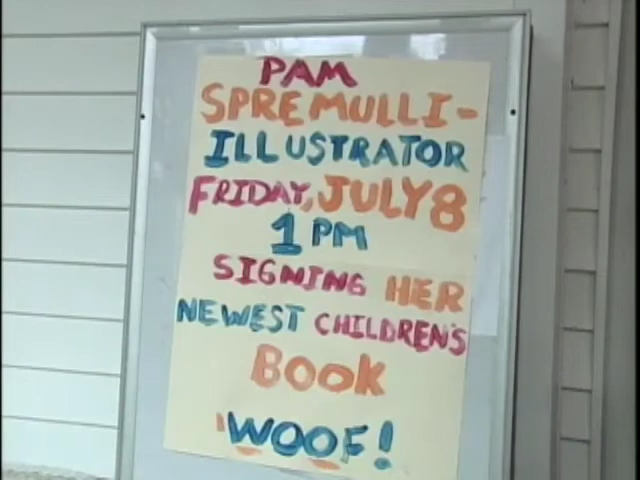 PAM
SPREMULLI-
ILLUSTRATOR
FRIDAY, JULY 8
1 PM
SIGNING HER
NEWEST CHILDREN'S
BOOK
'WOOF!